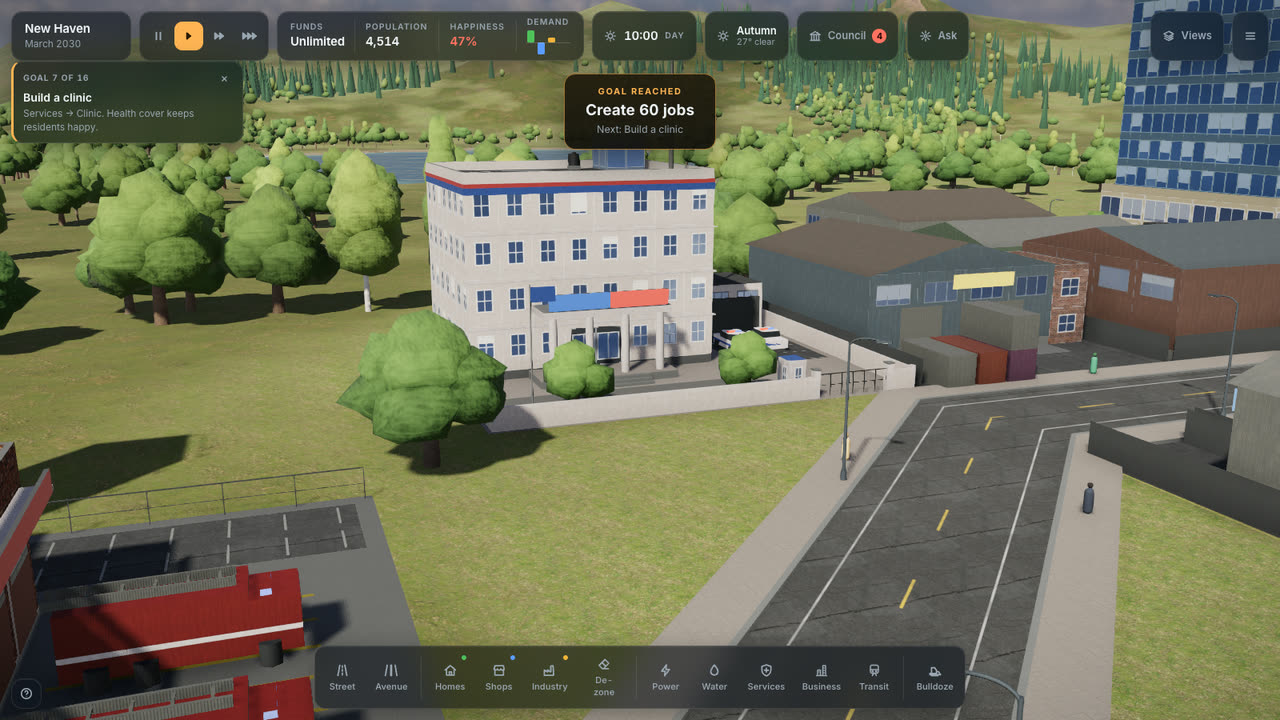 New Haven
March 2030
FUNDS
Unlimited
POPULATION
4,514
HAPPINESS
47%
DEMAND
10:00 DAY
Autumn
27° clear
Council 4
Ask
Views
GOAL 7 OF 16
×
Build a clinic
Services → Clinic. Health cover keeps
residents happy.
GOAL REACHED
Create 60 jobs
Next: Build a clinic
Street
Avenue
Homes
Shops
Industry
De-
zone
Power
Water
Services
Business
Transit
Bulldoze